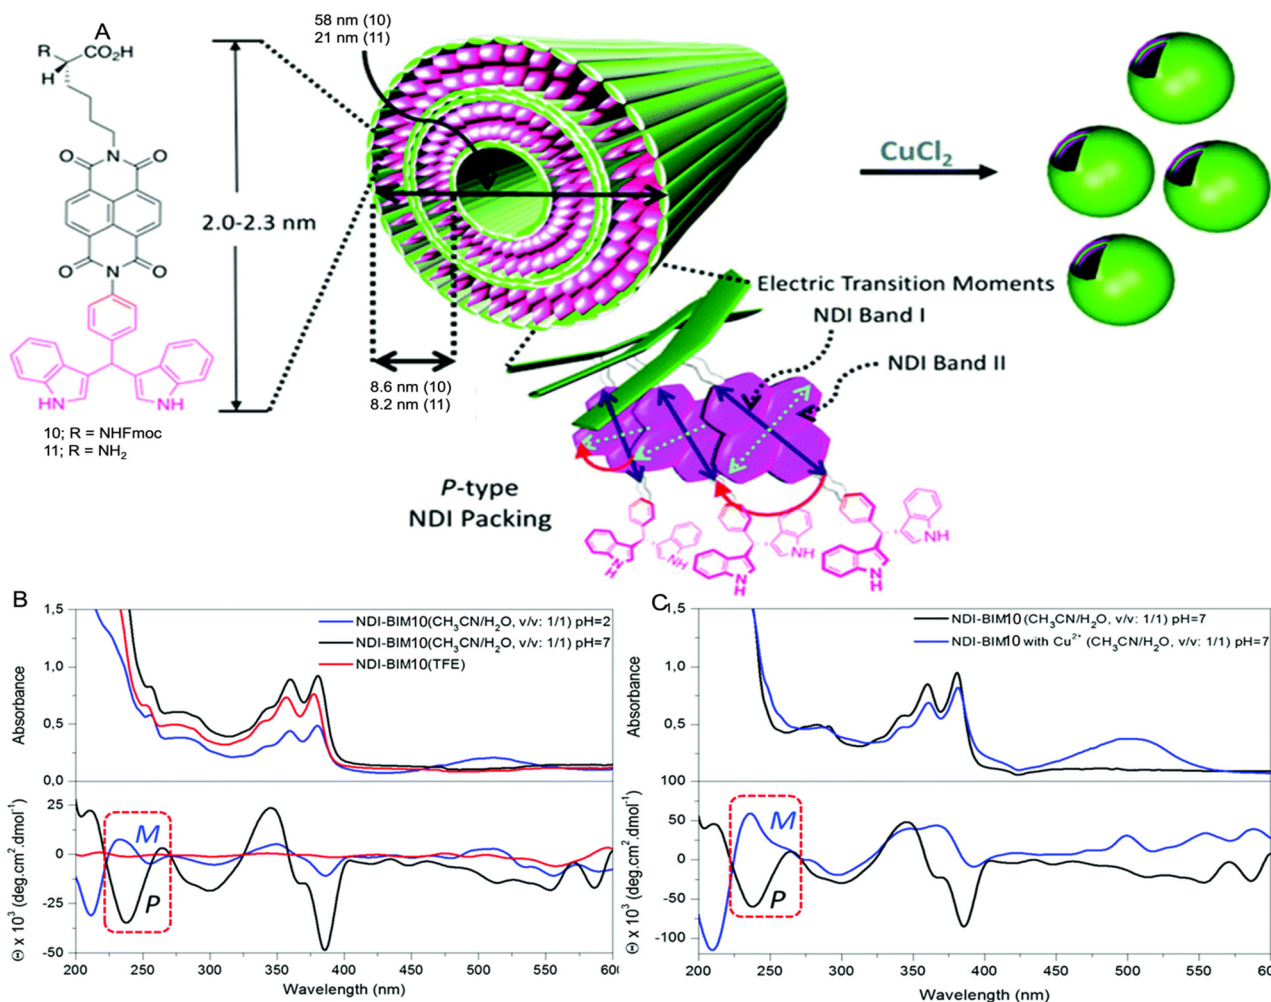 A
R
CO₂H
H
O
N
O
O
N
O
HN
NH
10; R = NHFmoc
11; R = NH₂
2.0-2.3 nm
58 nm (10)
21 nm (11)
8.6 nm (10)
8.2 nm (11)
CuCl₂
Electric Transition Moments
NDI Band I
NDI Band II
P-type
NDI Packing
N
H
NH
N
H
NH
N
H
NH
B
NDI-BIM10(CH₃CN/H₂O, v/v: 1/1) pH=2
NDI-BIM10(CH₃CN/H₂O, v/v: 1/1) pH=7
NDI-BIM10(TFE)
Absorbance
1,5
1,0
0,5
0,0
M
P
Θ x 10³ (deg.cm².dmol⁻¹)
25
0
-25
-50
200 250 300 350 400 450 500 550 600
Wavelength (nm)
C
NDI-BIM10 (CH₃CN/H₂O, v/v: 1/1) pH=7
NDI-BIM10 with Cu²⁺ (CH₃CN/H₂O, v/v: 1/1) pH=7
Absorbance
1,5
1,0
0,5
100
M
P
Θ x 10³ (deg.cm².dmol⁻¹)
50
0
-50
-100
200 250 300 350 400 450 500 550 60
Wavelength (nm)